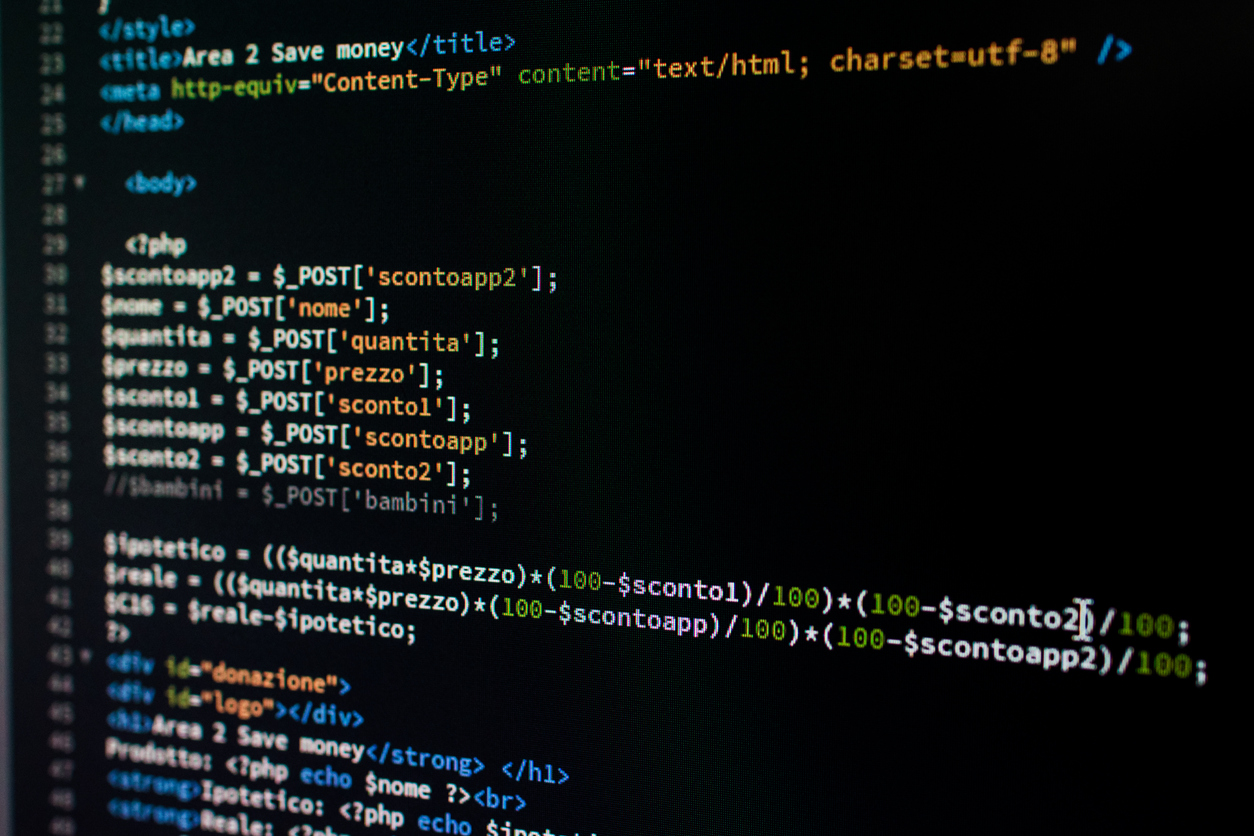 21 }
22 </style>
23 <title>Area 2 Save money</title>
24 <meta http-equiv="Content-Type" content="text/html; charset=utf-8" />
25 </head>
26
27 <body>
28
29 <?php
30 $scontoapp2 = $_POST['scontoapp2'];
31 $nome = $_POST['nome'];
32 $quantita = $_POST['quantita'];
33 $prezzo = $_POST['prezzo'];
34 $sconto1 = $_POST['sconto1'];
35 $scontoapp = $_POST['scontoapp'];
36 $sconto2 = $_POST['sconto2'];
37 //$bambini = $_POST['bambini'];
38
39 $ipotetico = (($quantita*$prezzo)*(100-$sconto1)/100)*(100-$sconto2)/100;
40 $reale = (($quantita*$prezzo)*(100-$scontoapp)/100)*(100-$scontoapp2)/100;
41 $C16 = $reale-$ipotetico;
42 ?>
43 <div id="donazione">
44 <div id="logo"></div>
45 <h1>Area 2 Save money</strong> </h1>
46 Prodotto: <?php echo $nome ?><br>
47 <strong>Ipotetico: <?php echo
48 <strong>Reale:
49